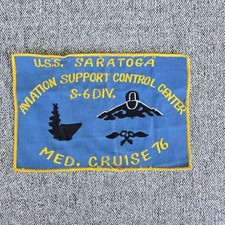 U.S.S. SARATOGA
AVIATION SUPPORT CONTROL CENTER
S-6 DIV.
MED. CRUISE 76